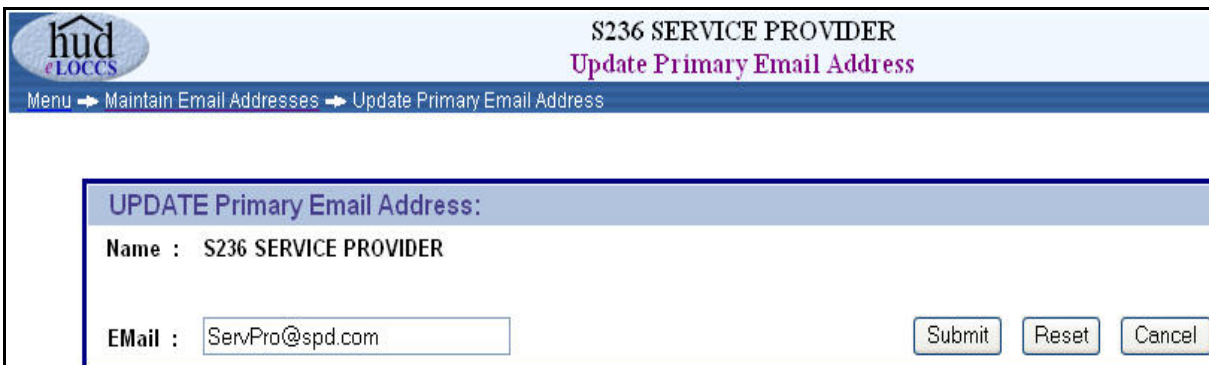 hud
eLOCCS
S236 SERVICE PROVIDER
Update Primary Email Address
Menu ➔ Maintain Email Addresses ➔ Update Primary Email Address
UPDATE Primary Email Address:
Name : S236 SERVICE PROVIDER
EMail : ServPro@spd.com Submit Reset Cancel